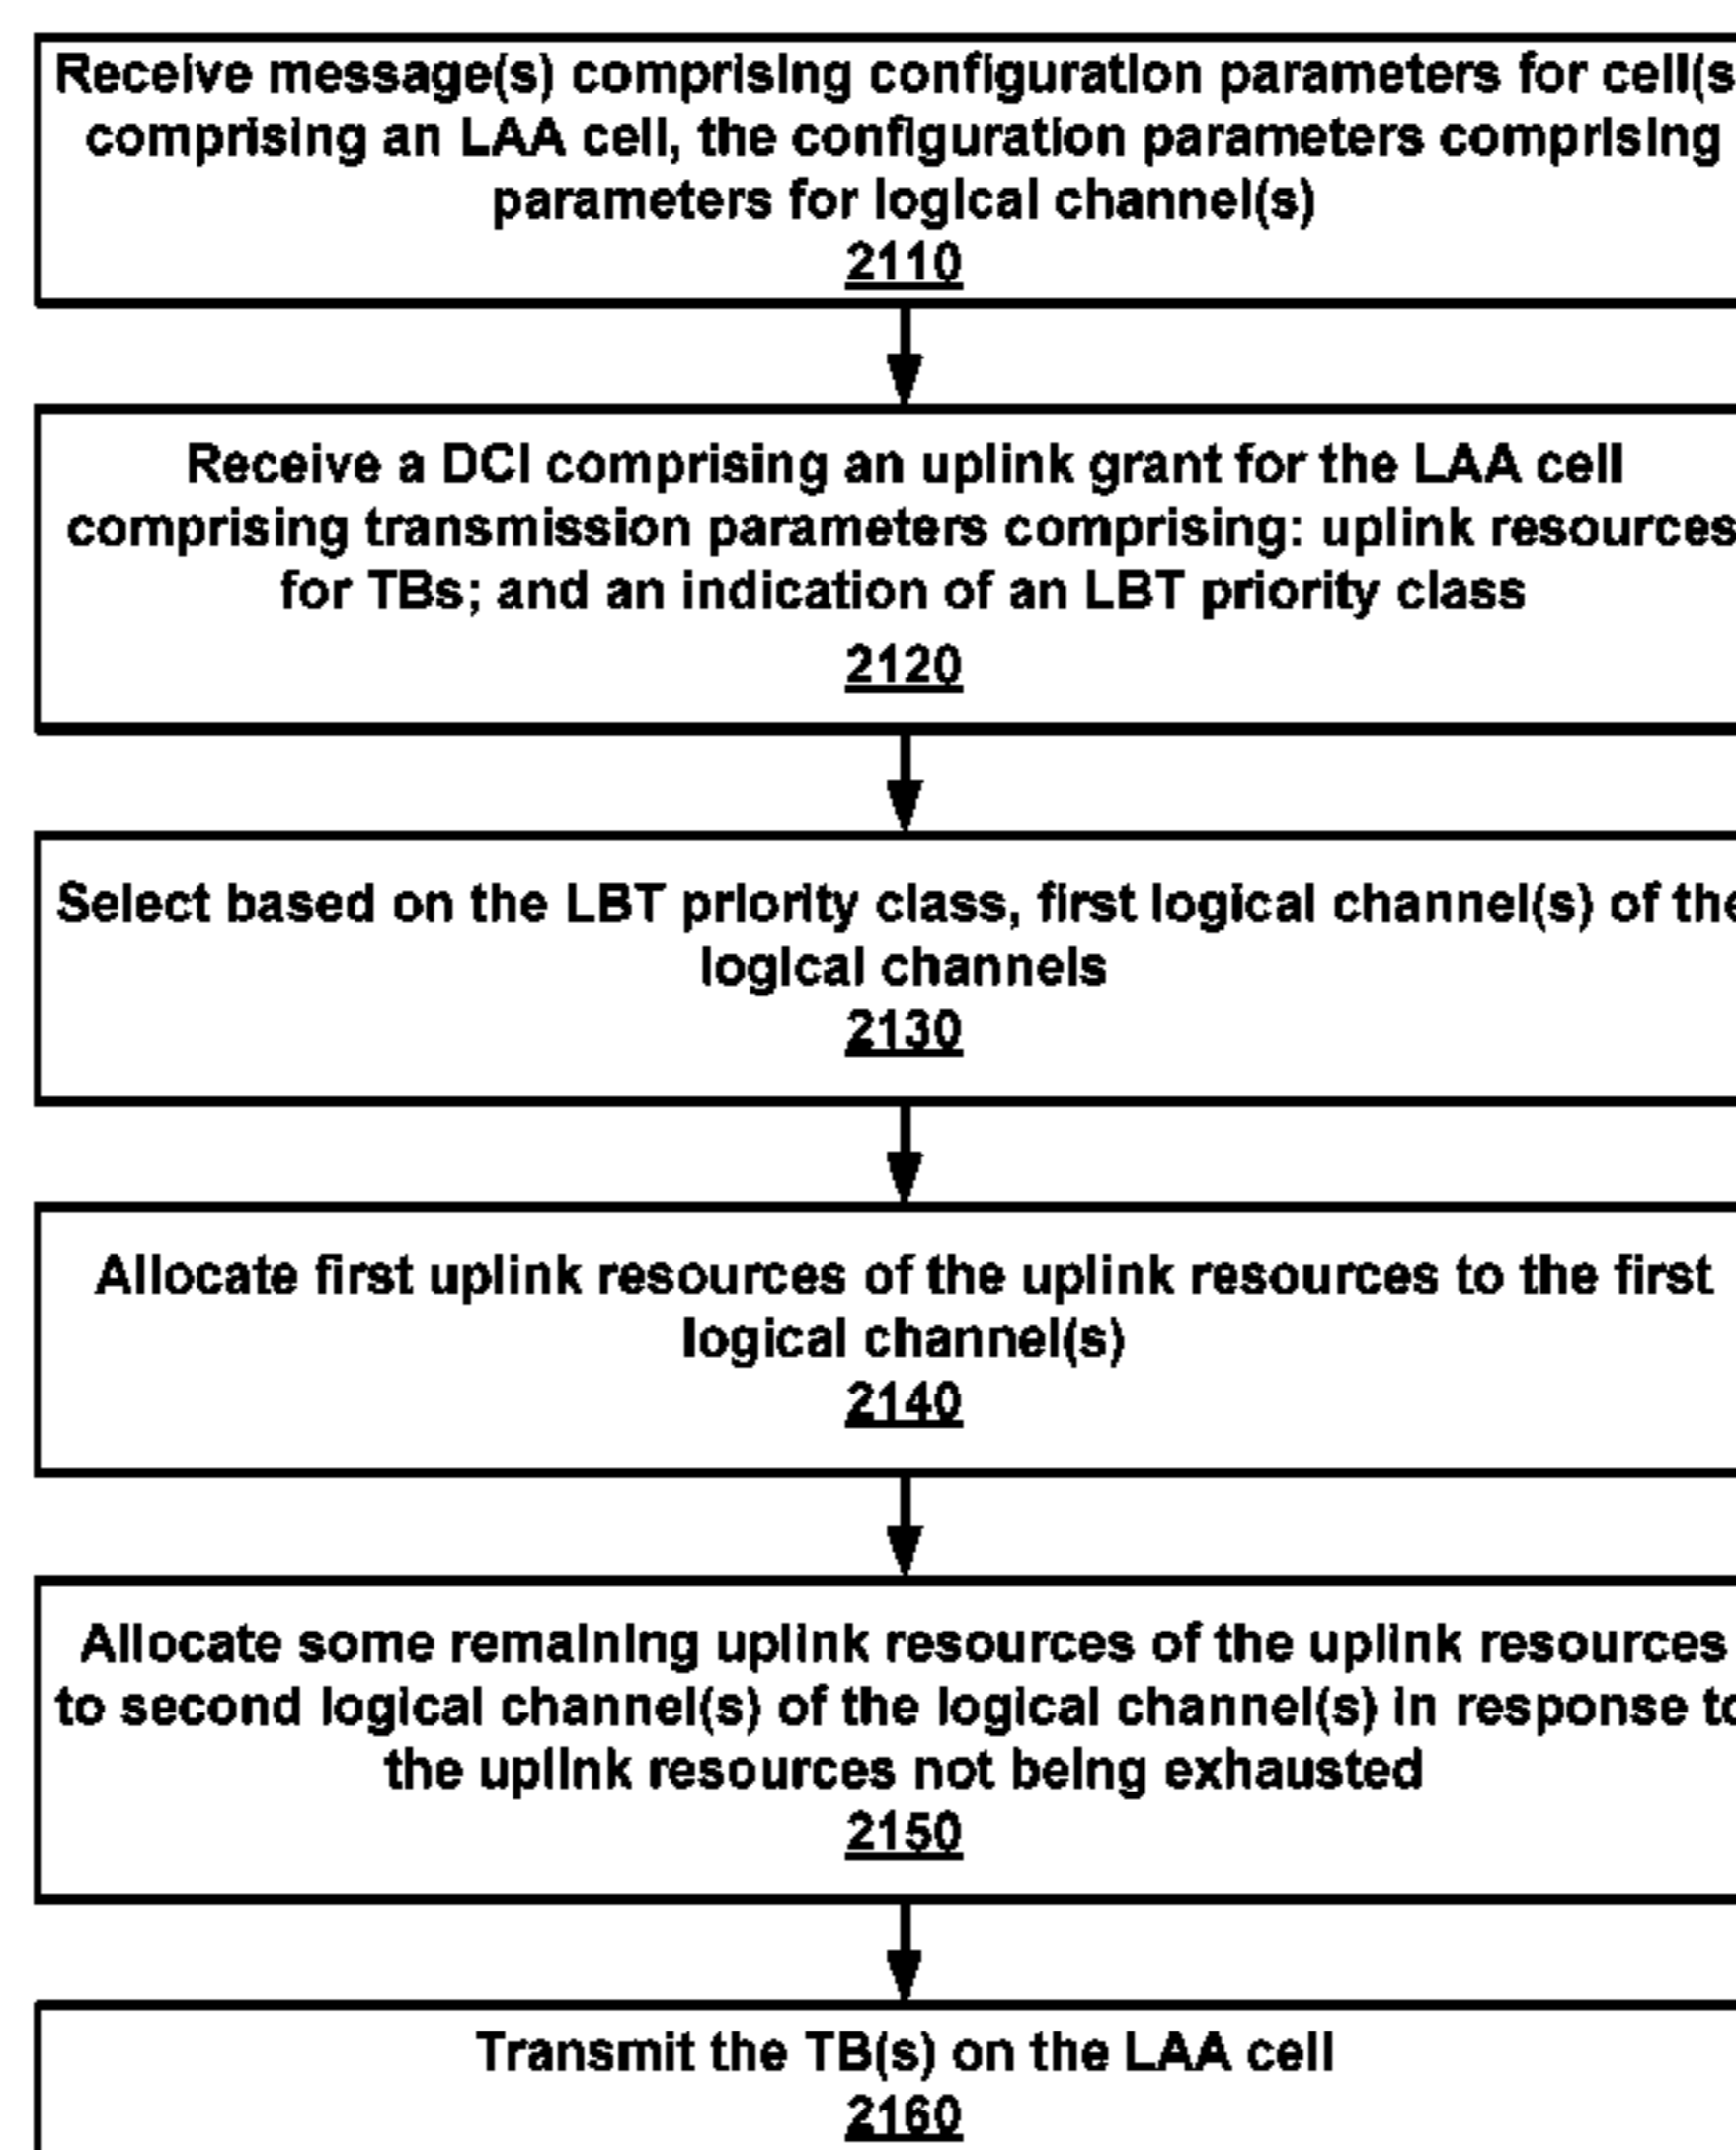 Receive message(s) comprising configuration parameters for cell(s
comprising an LAA cell, the configuration parameters comprising
parameters for logical channel(s)
2110
Receive a DCI comprising an uplink grant for the LAA cell
comprising transmission parameters comprising: uplink resources
for TBs; and an indication of an LBT priority class
2120
Select based on the LBT priority class, first logical channel(s) of the
logical channels
2130
Allocate first uplink resources of the uplink resources to the first
logical channel(s)
2140
Allocate some remaining uplink resources of the uplink resources
to second logical channel(s) of the logical channel(s) in response to
the uplink resources not being exhausted
2150
Transmit the TB(s) on the LAA cell
2160